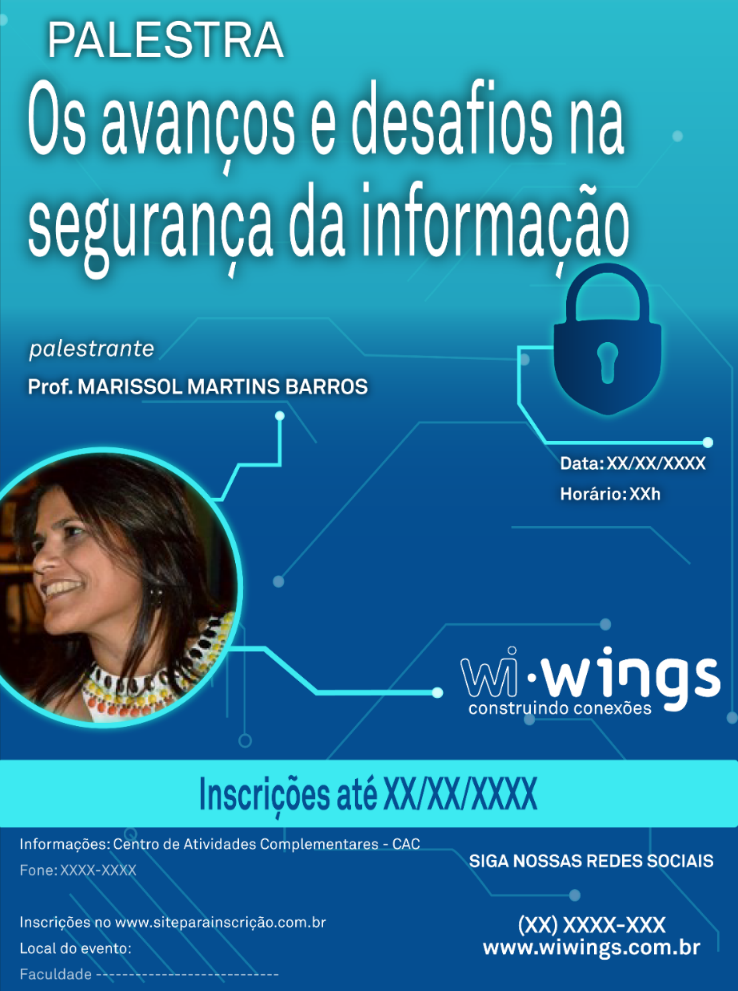 PALESTRA
Os avanços e desafios na
segurança da informação
palestrante
Prof. MARISSOL MARTINS BARROS
Data: XX/XX/XXXX
Horário: XXh
wi·wings
construindo conexões
Inscrições até XX/XX/XXXX
Informações: Centro de Atividades Complementares - CAC
Fone: XXXX-XXXX
SIGA NOSSAS REDES SOCIAIS
Inscrições no www.siteparainscrição.com.br
Local do evento:
Faculdade ----------------------------
(XX) XXXX-XXX
www.wiwings.com.br